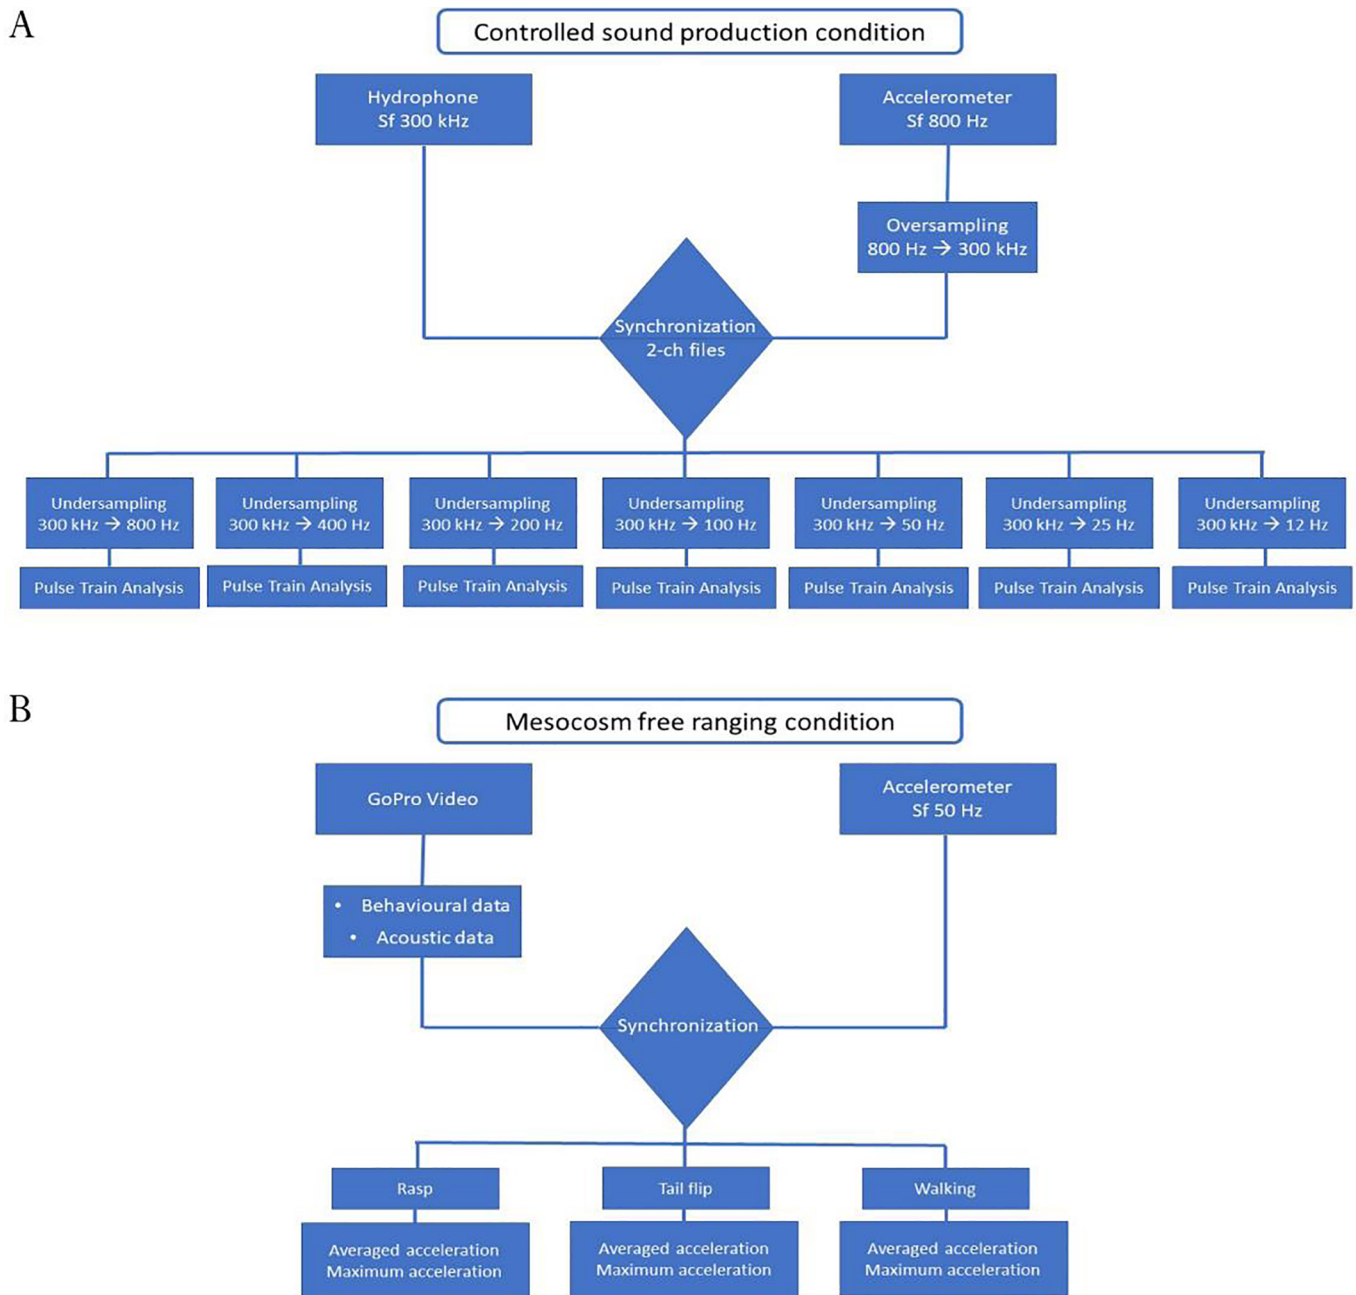 A
Controlled sound production condition
Hydrophone
Sf 300 kHz
Accelerometer
Sf 800 Hz
Oversampling
800 Hz → 300 kHz
Synchronization
2-ch files
Undersampling
300 kHz → 800 Hz
Undersampling
300 kHz → 400 Hz
Undersampling
300 kHz → 200 Hz
Undersampling
300 kHz → 100 Hz
Undersampling
300 kHz → 50 Hz
Undersampling
300 kHz → 25 Hz
Undersampling
300 kHz → 12 Hz
Pulse Train Analysis
Pulse Train Analysis
Pulse Train Analysis
Pulse Train Analysis
Pulse Train Analysis
Pulse Train Analysis
Pulse Train Analysis
B
Mesocosm free ranging condition
GoPro Video
Accelerometer
Sf 50 Hz
• Behavioural data
• Acoustic data
Synchronization
Rasp
Tail flip
Walking
Averaged acceleration
Maximum acceleration
Averaged acceleration
Maximum acceleration
Averaged acceleration
Maximum acceleration